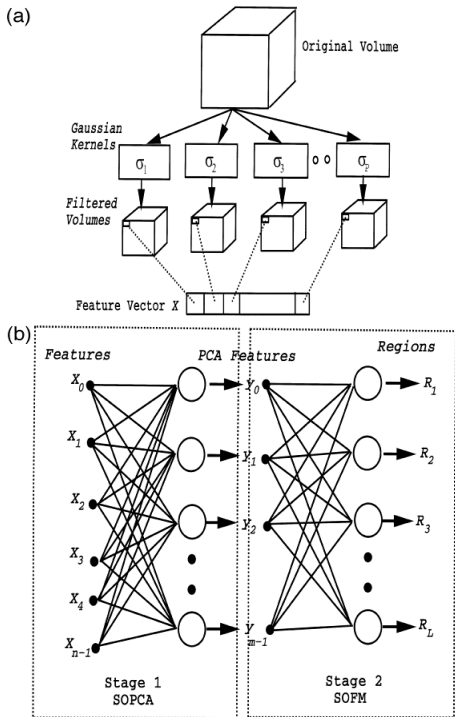 (a)
Original Volume
Gaussian
Kernels
σ1 σ2 σ3 σP
Filtered
Volumes
Feature Vector X
(b)
Features PCA Features Regions
X0 Y0 R1
X1 Y1 R2
X2 Y2 R3
X3
X4
Xn-1 Ym-1 RL
Stage 1 Stage 2
SOPCA SOFM